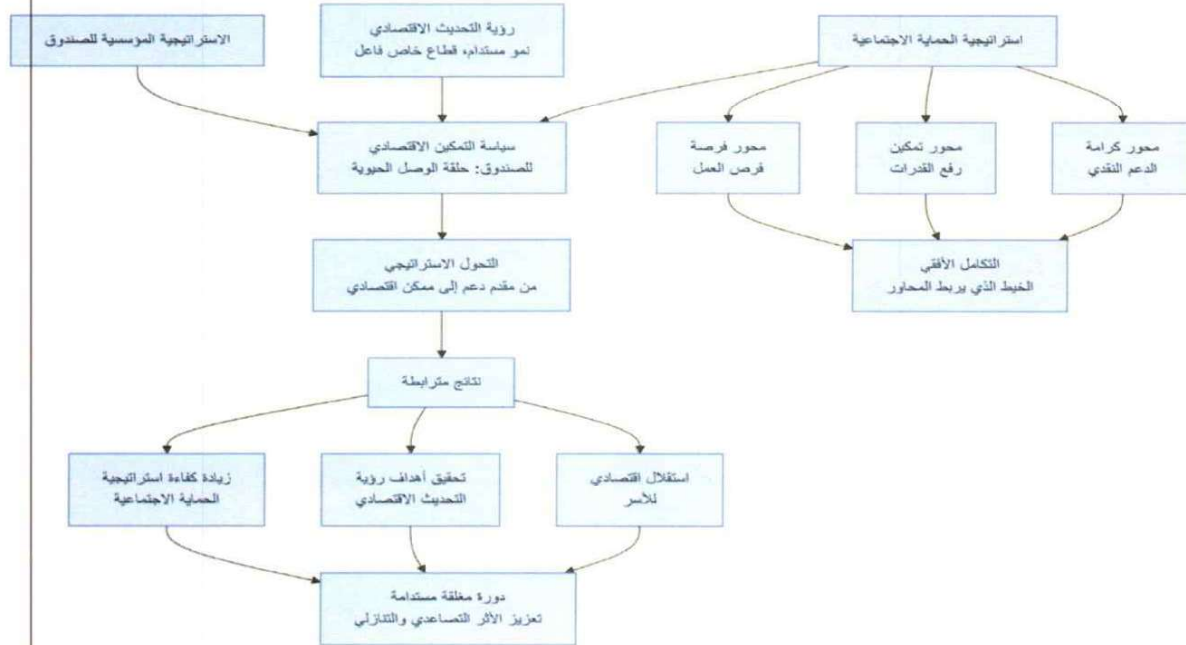 الاستراتيجية المؤسسية للصندوق
رؤية التحديث الاقتصادي
نمو مستدام، قطاع خاص فاعل
استراتيجية الحماية الاجتماعية
سياسة التمكين الاقتصادي
للصندوق: حلقة الوصل الحيوية
محور فرصة
فرص العمل
محور تمكين
رفع القدرات
محور كرامة
الدعم النقدي
التحول الاستراتيجي
من مقدم دعم إلى ممكن اقتصادي
التكامل الأفقي
الخيط الذي يربط المحاور
نتائج مترابطة
زيادة كفاءة استراتيجية
الحماية الاجتماعية
تحقيق أهداف رؤية
التحديث الاقتصادي
استقلال اقتصادي
للأسر
دورة مغلقة مستدامة
تعزيز الأثر التصاعدي والتنازلي